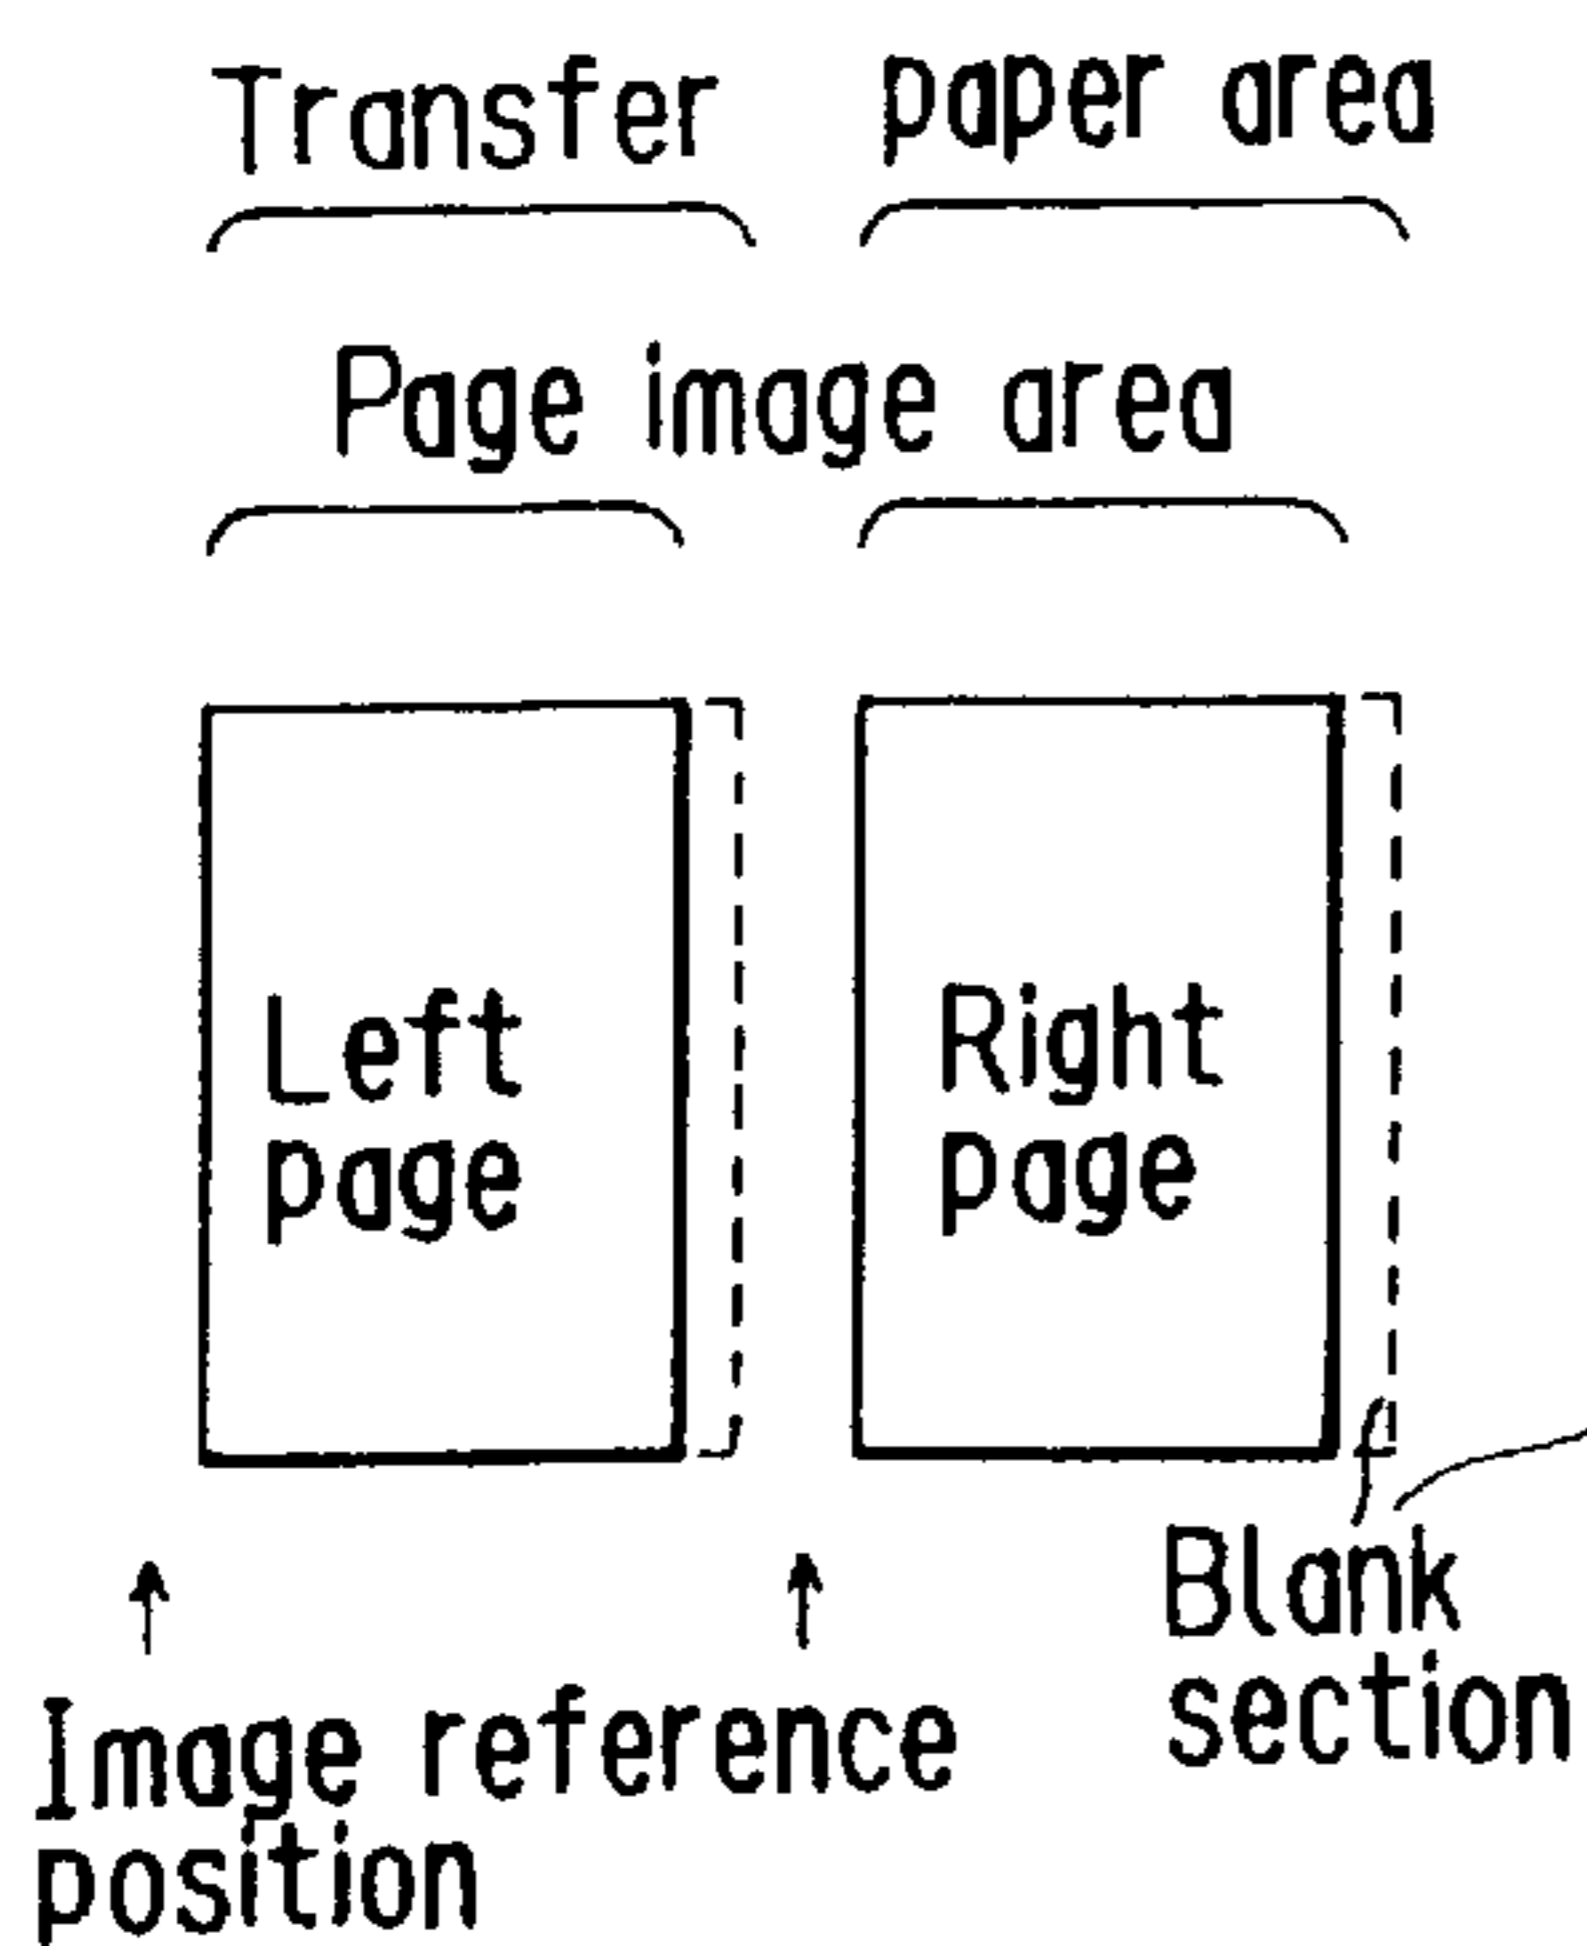 Transfer paper area
Page image area
Left
page
Right
page
Blank
section
Image reference
position